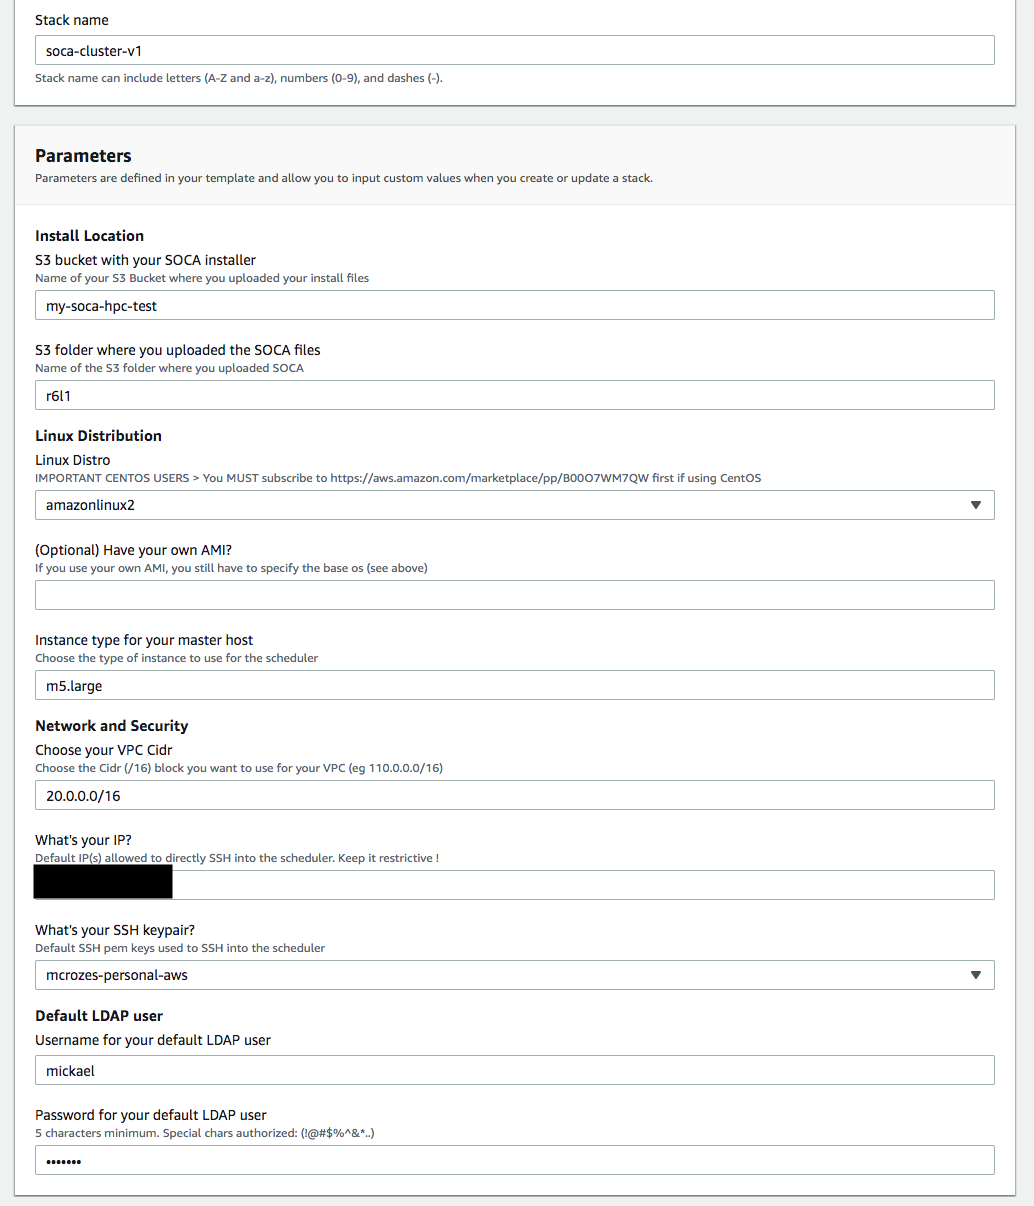 Stack name
soca-cluster-v1
Stack name can include letters (A-Z and a-z), numbers (0-9), and dashes (-).
Parameters
Parameters are defined in your template and allow you to input custom values when you create or update a stack.
Install Location
S3 bucket with your SOCA installer
Name of your S3 Bucket where you uploaded your install files
my-soca-hpc-test
S3 folder where you uploaded the SOCA files
Name of the S3 folder where you uploaded SOCA
r6l1
Linux Distribution
Linux Distro
IMPORTANT CENTOS USERS > You MUST subscribe to https://aws.amazon.com/marketplace/pp/B00O7WM7QW first if using CentOS
amazonlinux2
(Optional) Have your own AMI?
If you use your own AMI, you still have to specify the base os (see above)
Instance type for your master host
Choose the type of instance to use for the scheduler
m5.large
Network and Security
Choose your VPC Cidr
Choose the Cidr (/16) block you want to use for your VPC (eg 110.0.0.0/16)
20.0.0.0/16
What's your IP?
Default IP(s) allowed to directly SSH into the scheduler. Keep it restrictive !
What's your SSH keypair?
Default SSH pem keys used to SSH into the scheduler
mcrozes-personal-aws
Default LDAP user
Username for your default LDAP user
mickael
Password for your default LDAP user
5 characters minimum. Special chars authorized: (!@#$%^&*..)
•••••••